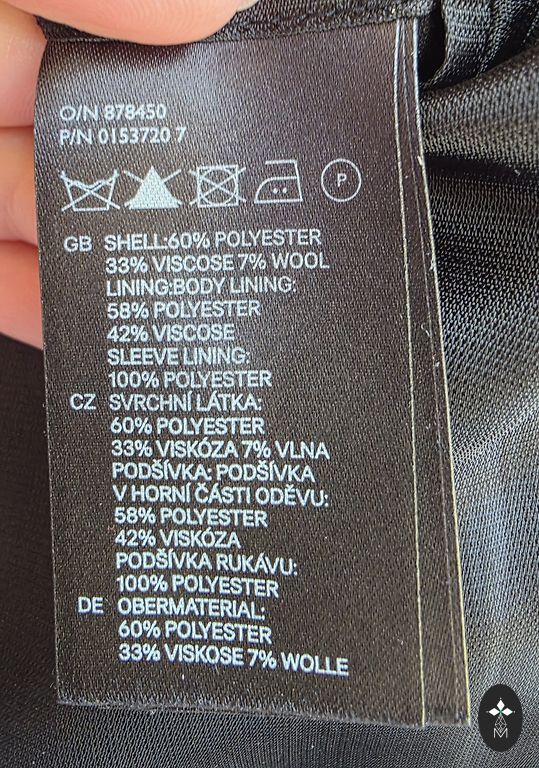 O/N 878450
P/N 0153720 7
P
GB SHELL:60% POLYESTER
33% VISCOSE 7% WOOL
LINING:BODY LINING:
58% POLYESTER
42% VISCOSE
SLEEVE LINING:
100% POLYESTER
CZ SVRCHNÍ LÁTKA:
60% POLYESTER
33% VISKÓZA 7% VLNA
PODŠÍVKA: PODŠÍVKA
V HORNÍ ČÁSTI ODĚVU:
58% POLYESTER
42% VISKÓZA
PODŠÍVKA RUKÁVU:
100% POLYESTER
DE OBERMATERIAL:
60% POLYESTER
33% VISKOSE 7% WOLLE
M